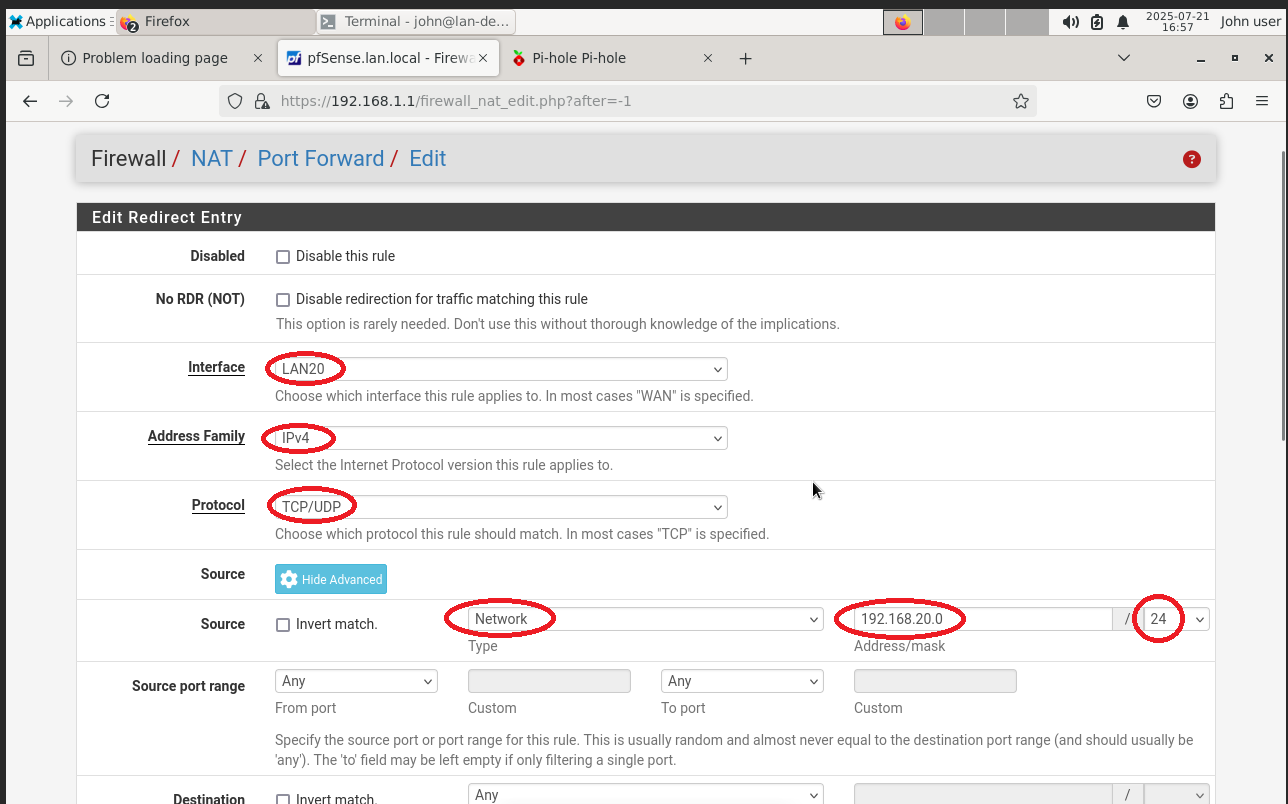 Applications
2
Firefox
Terminal - john@lan-de...
2025-07-21
16:57
John user
Problem loading page
pfSense.lan.local - Firewa
Pi-hole Pi-hole
https://192.168.1.1/firewall_nat_edit.php?after=-1
Firewall / NAT / Port Forward / Edit
?
Edit Redirect Entry
Disabled
Disable this rule
No RDR (NOT)
Disable redirection for traffic matching this rule
This option is rarely needed. Don't use this without thorough knowledge of the implications.
Interface
LAN20
Choose which interface this rule applies to. In most cases "WAN" is specified.
Address Family
IPv4
Select the Internet Protocol version this rule applies to.
Protocol
TCP/UDP
Choose which protocol this rule should match. In most cases "TCP" is specified.
Source
Hide Advanced
Source
Invert match.
Network
192.168.20.0
/
24
Type
Address/mask
Source port range
Any
Any
From port
Custom
To port
Custom
Specify the source port or port range for this rule. This is usually random and almost never equal to the destination port range (and should usually be
'any'). The 'to' field may be left empty if only filtering a single port.
Destination
Invert match.
Any
/